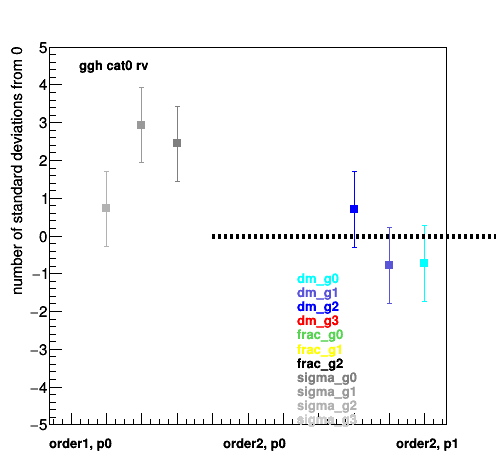 ggh cat0 rv
number of standard deviations from 0
5
4
3
2
1
0
−1
−2
−3
−4
−5
dm_g0
dm_g1
dm_g2
dm_g3
frac_g0
frac_g1
frac_g2
sigma_g0
sigma_g1
sigma_g2
sigma_g3
order1, p0 order2, p0 order2, p1